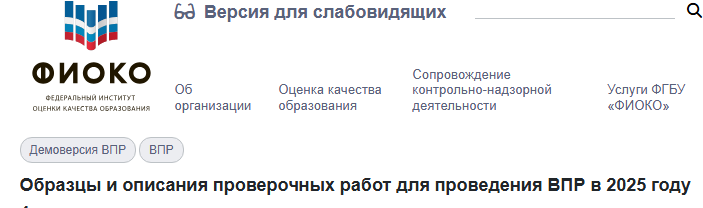 Версия для слабовидящих
ФИОКО
ФЕДЕРАЛЬНЫЙ ИНСТИТУТ
ОЦЕНКИ КАЧЕСТВА ОБРАЗОВАНИЯ
Об
организации
Оценка качества
образования
Сопровождение
контрольно-надзорной
деятельности
Услуги ФГБУ
«ФИОКО»
Демоверсия ВПР
ВПР
Образцы и описания проверочных работ для проведения ВПР в 2025 году